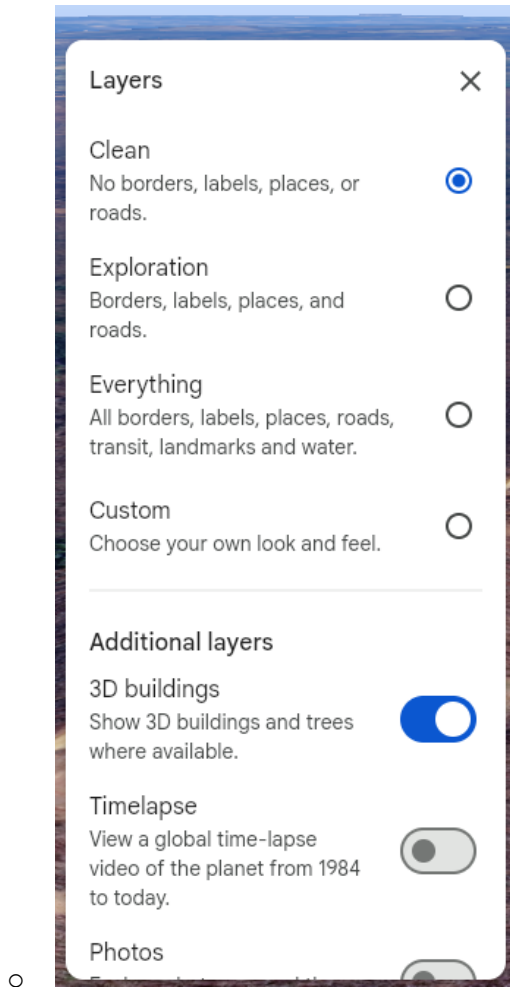 Layers
Clean
No borders, labels, places, or
roads.
Exploration
Borders, labels, places, and
roads.
Everything
All borders, labels, places, roads,
transit, landmarks and water.
Custom
Choose your own look and feel.
Additional layers
3D buildings
Show 3D buildings and trees
where available.
Timelapse
View a global time-lapse
video of the planet from 1984
to today.
Photos